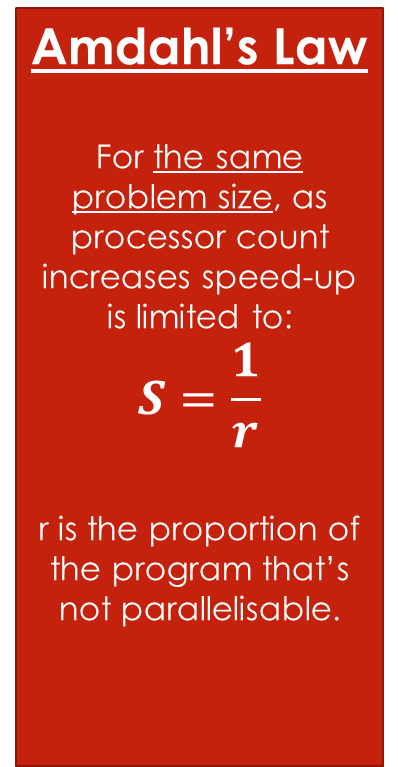 Amdahl’s Law
For the same
problem size, as
processor count
increases speed-up
is limited to:
S = 1/r
r is the proportion of
the program that’s
not parallelisable.